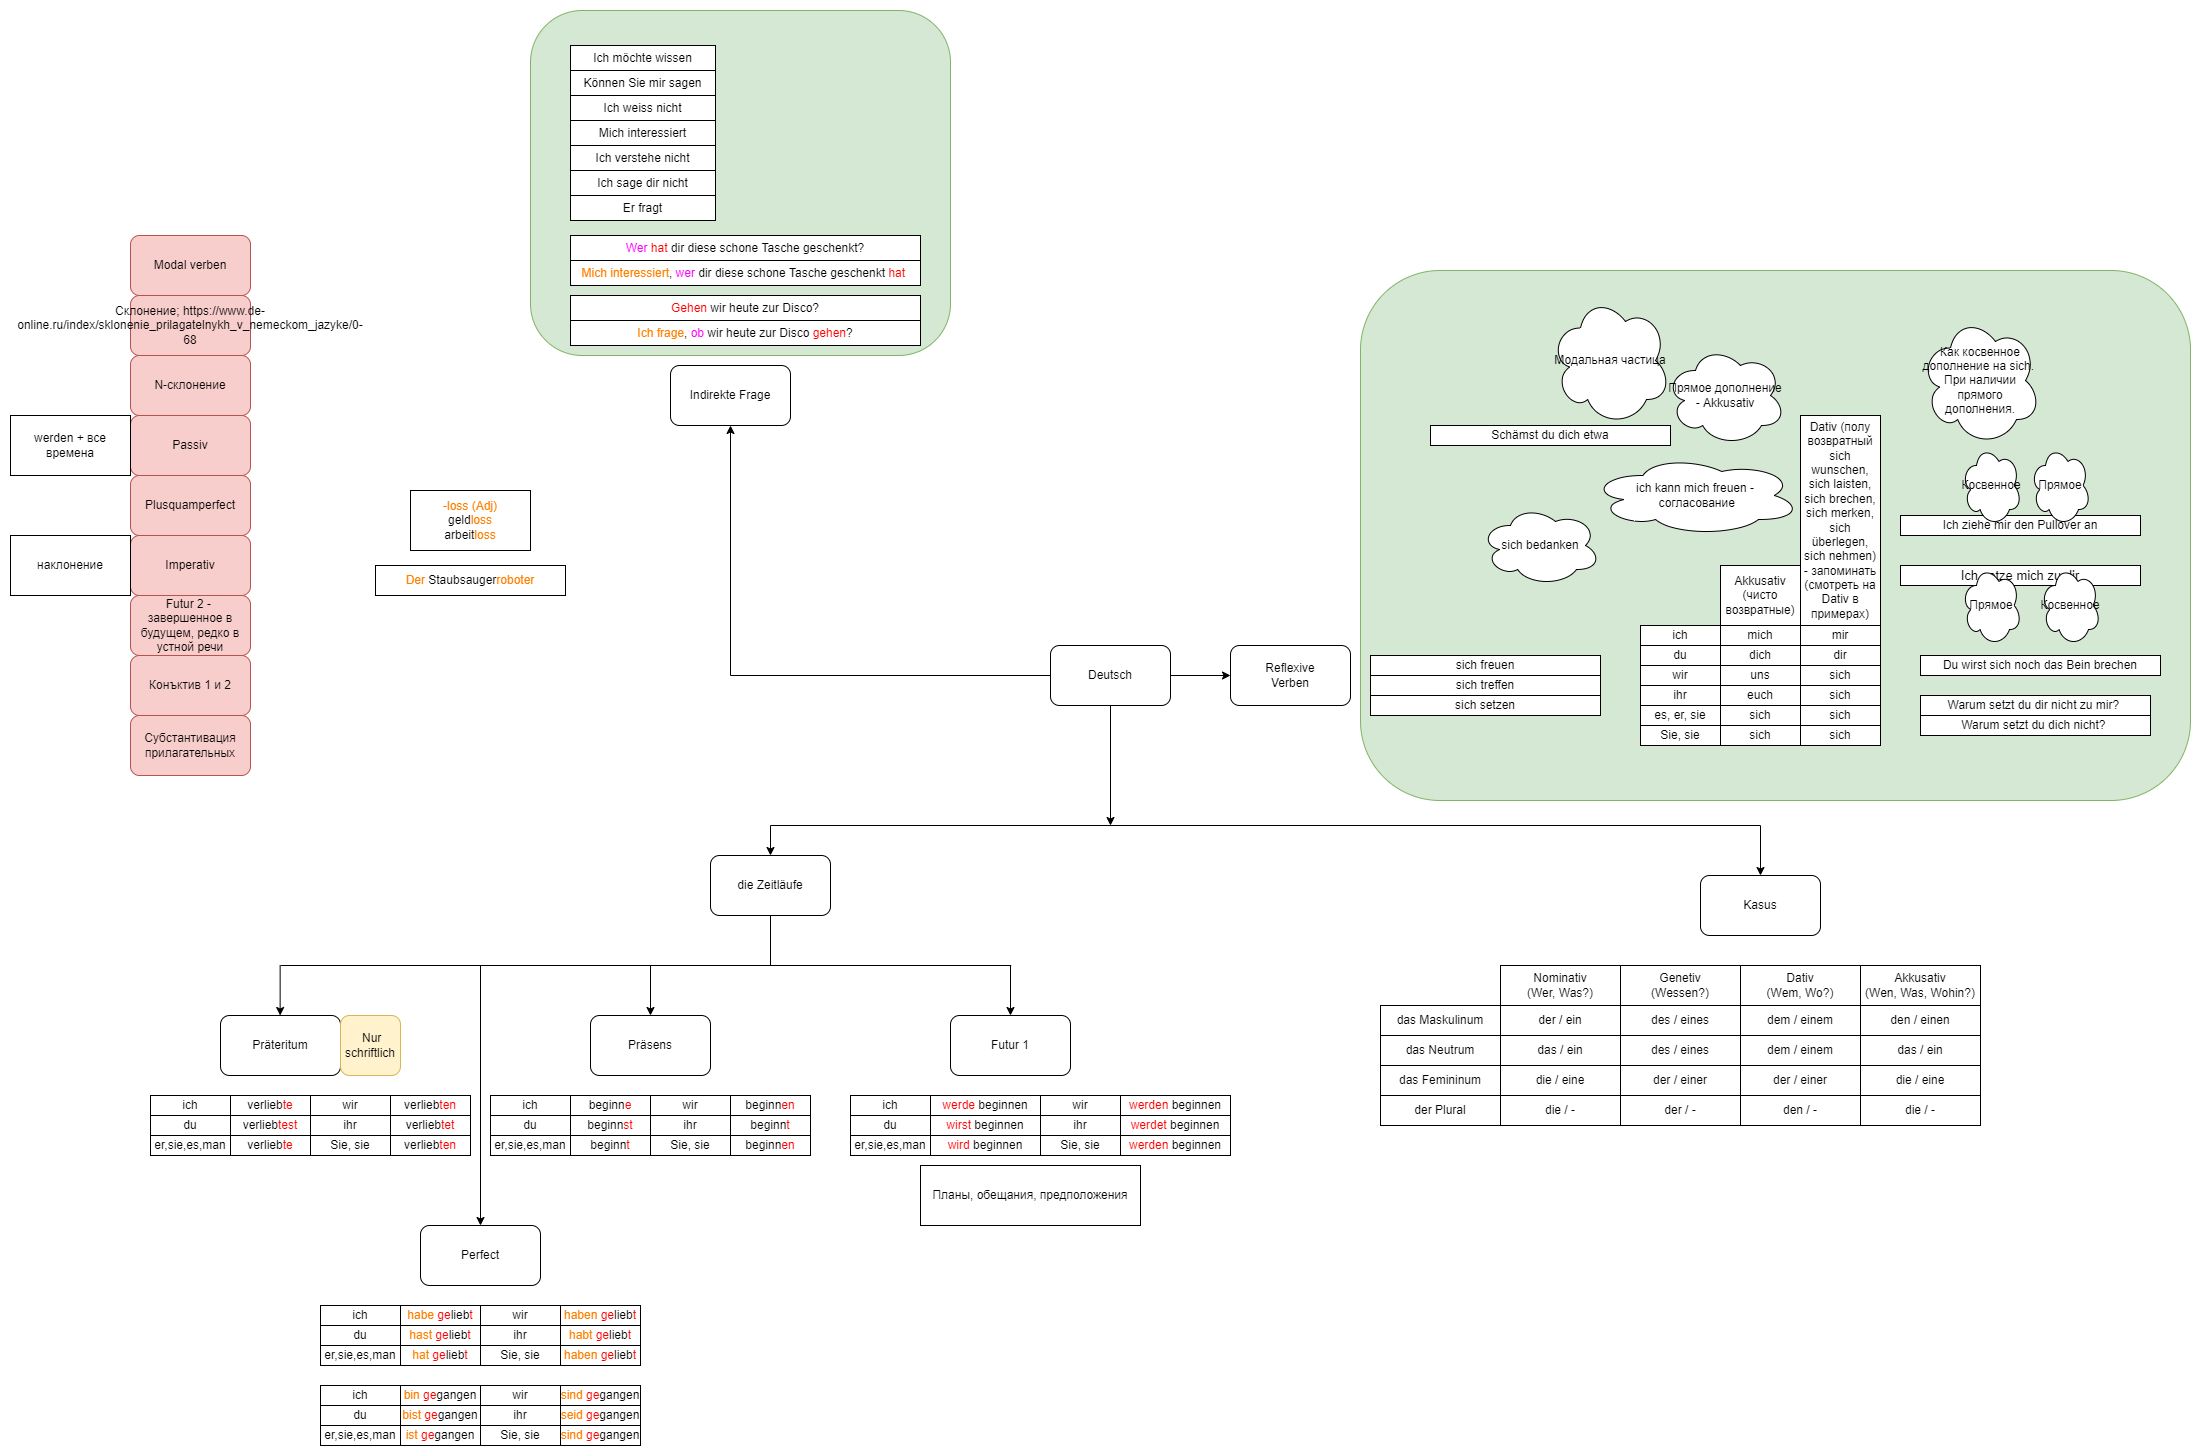 Ich möchte wissen
Können Sie mir sagen
Ich weiss nicht
Mich interessiert
Ich verstehe nicht
Ich sage dir nicht
Er fragt
Wer hat dir diese schone Tasche geschenkt?
Mich interessiert, wer dir diese schone Tasche geschenkt hat
Gehen wir heute zur Disco?
Ich frage, ob wir heute zur Disco gehen?
Indirekte Frage
Modal verben
Склонение; https://www.de-
online.ru/index/sklonenie_prilagatelnykh_v_nemeckom_jazyke/0-
68
N-склонение
werden + все
времена
Passiv
Plusquamperfect
наклонение
Imperativ
Futur 2 -
завершенное в
будущем, редко в
устной речи
Конъктив 1 и 2
Субстантивация
прилагательных
-loss (Adj)
geldloss
arbeitloss
Der Staubsaugerroboter
Deutsch
Reflexive
Verben
Модальная частица
Прямое дополнение
- Akkusativ
Schämst du dich etwa
ich kann mich freuen -
согласование
sich bedanken
Как косвенное
дополнение на sich.
При наличии
прямого
дополнения.
Косвенное
Прямое
Ich ziehe mir den Pullover an
Ich setze mich zu dir
Прямое
Косвенное
Du wirst sich noch das Bein brechen
Warum setzt du dir nicht zu mir?
Warum setzt du dich nicht?
sich freuen
sich treffen
sich setzen
Akkusativ
(чисто
возвратные)
Dativ (полу
возвратный
sich
wunschen,
sich laisten,
sich brechen,
sich merken,
sich
überlegen,
sich nehmen)
- запоминать
(смотреть на
Dativ в
примерах)
ich mich mir
du dich dir
wir uns sich
ihr euch sich
es, er, sie sich sich
Sie, sie sich sich
die Zeitläufe
Kasus
Nominativ
(Wer, Was?)
Genetiv
(Wessen?)
Dativ
(Wem, Wo?)
Akkusativ
(Wen, Was, Wohin?)
das Maskulinum der / ein des / eines dem / einem den / einen
das Neutrum das / ein des / eines dem / einem das / ein
das Femininum die / eine der / einer der / einer die / eine
der Plural die / - der / - den / - die / -
Präteritum
Nur
schriftlich
ich verliebte wir verliebten
du verliebtest ihr verliebtet
er,sie,es,man verliebte Sie, sie verliebten
Präsens
ich beginne wir beginnen
du beginnst ihr beginnt
er,sie,es,man beginnt Sie, sie beginnen
Futur 1
ich werde beginnen wir werden beginnen
du wirst beginnen ihr werdet beginnen
er,sie,es,man wird beginnen Sie, sie werden beginnen
Планы, обещания, предположения
Perfect
ich habe geliebt wir haben geliebt
du hast geliebt ihr habt geliebt
er,sie,es,man hat geliebt Sie, sie haben geliebt
ich bin gegangen wir sind gegangen
du bist gegangen ihr seid gegangen
er,sie,es,man ist gegangen Sie, sie sind gegangen